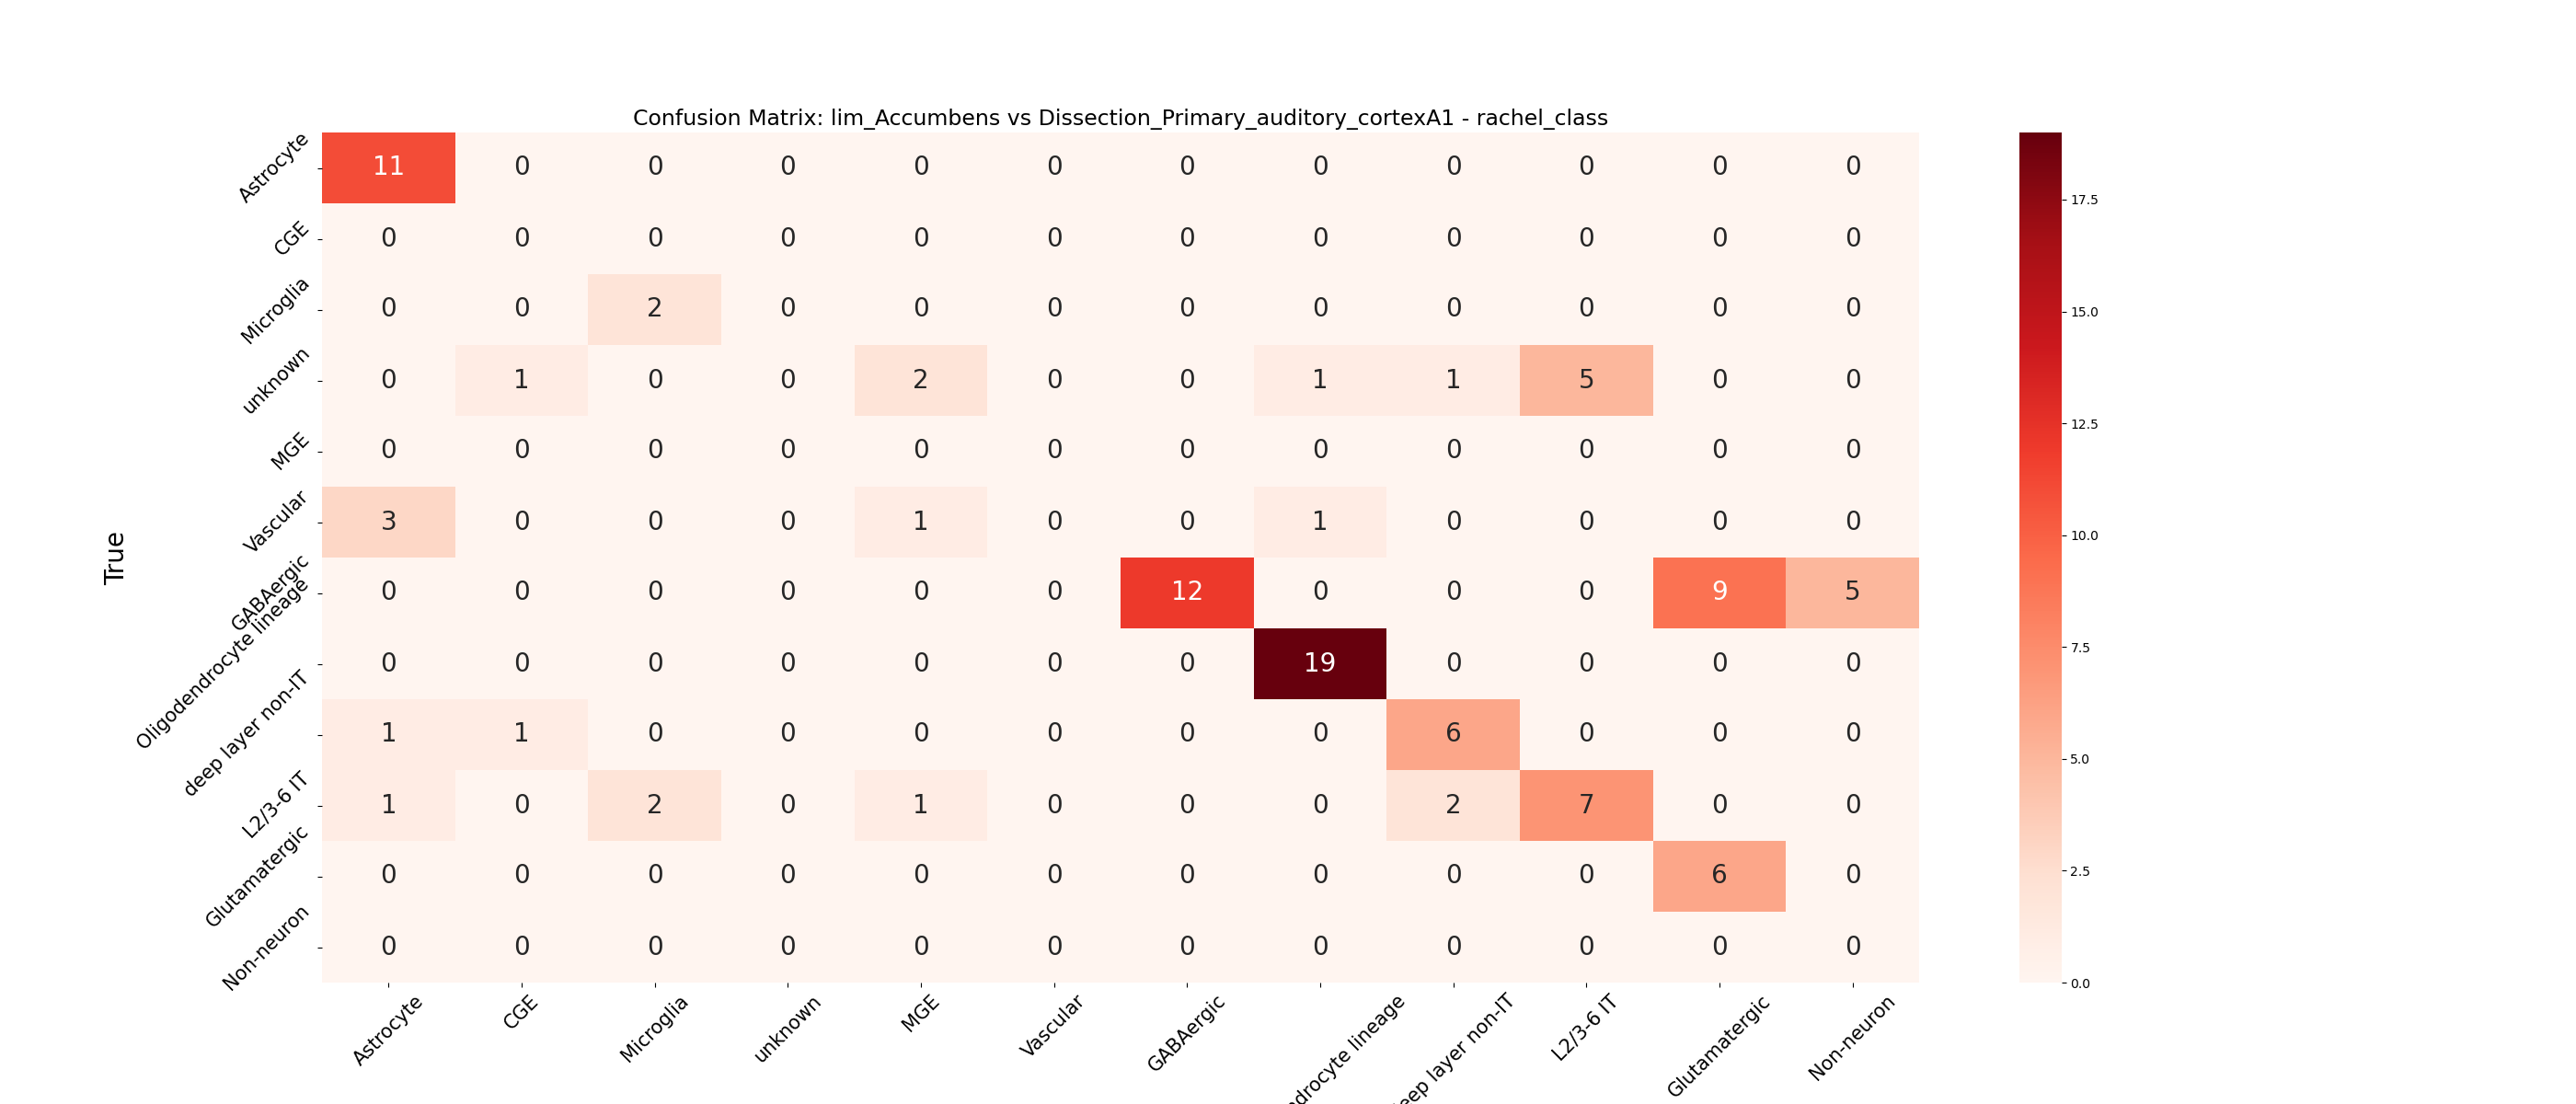 Confusion Matrix: lim_Accumbens vs Dissection_Primary_auditory_cortexA1 - rachel_class
Astrocyte 11 0 0 0 0 0 0 0 0 0 0 0
CGE 0 0 0 0 0 0 0 0 0 0 0 0
Microglia 0 0 2 0 0 0 0 0 0 0 0 0
unknown 0 1 0 0 2 0 0 1 1 5 0 0
MGE 0 0 0 0 0 0 0 0 0 0 0 0
Vascular 3 0 0 0 1 0 0 1 0 0 0 0
GABAergic 0 0 0 0 0 0 12 0 0 0 9 5
Oligodendrocyte lineage 0 0 0 0 0 0 0 19 0 0 0 0
deep layer non-IT 1 1 0 0 0 0 0 0 6 0 0 0
L2/3-6 IT 1 0 2 0 1 0 0 0 2 7 0 0
Glutamatergic 0 0 0 0 0 0 0 0 0 0 6 0
Non-neuron 0 0 0 0 0 0 0 0 0 0 0 0
True
Astrocyte CGE Microglia unknown MGE Vascular GABAergic ndrocyte lineage eep layer non-IT L2/3-6 IT Glutamatergic Non-neuron
17.5
15.0
12.5
10.0
7.5
5.0
2.5
0.0